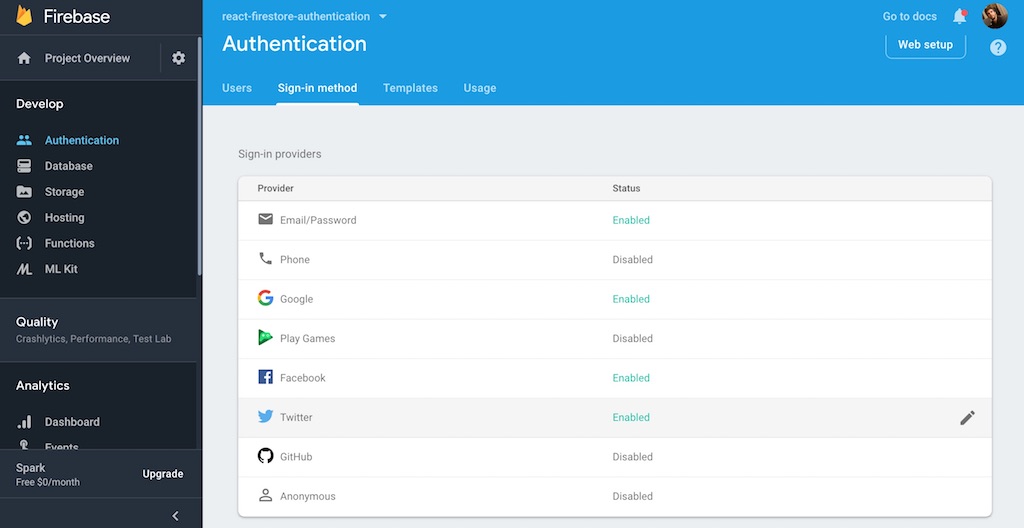 Firebase
Project Overview
Develop
Authentication
Database
Storage
Hosting
Functions
ML Kit
Quality
Crashlytics, Performance, Test Lab
Analytics
Dashboard
Events
Spark
Free $0/month
Upgrade
react-firestore-authentication
Go to docs
Authentication
Web setup
Users
Sign-in method
Templates
Usage
Sign-in providers
Provider Status
Email/Password Enabled
Phone Disabled
Google Enabled
Play Games Disabled
Facebook Enabled
Twitter Enabled
GitHub Disabled
Anonymous Disabled